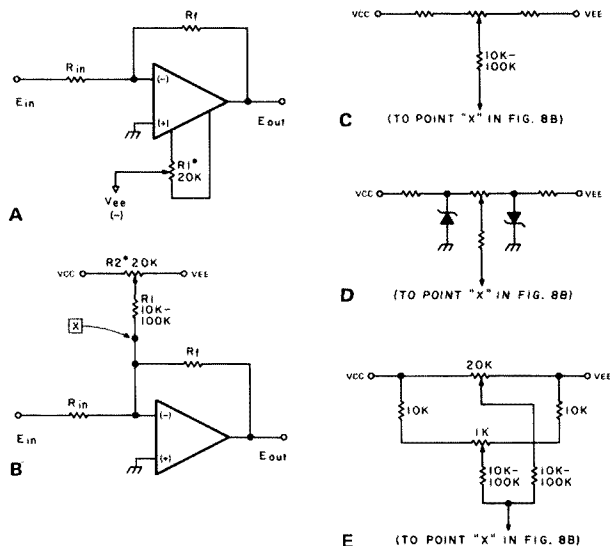 Rf
Rin
Ein
(-)
(+)
Eout
R1*
20K
Vee
(-)
A
R2* 20K
VCC
VEE
R1
10K-
100K
X
Rf
Rin
Ein
(-)
(+)
Eout
B
VCC
VEE
10K-
100K
C
(TO POINT "X" IN FIG. 8B)
VCC
VEE
D
(TO POINT "X" IN FIG. 8B)
20K
VCC
VEE
10K
10K
1K
10K-
100K
10K-
100K
E
(TO POINT "X" IN FIG. 8B)